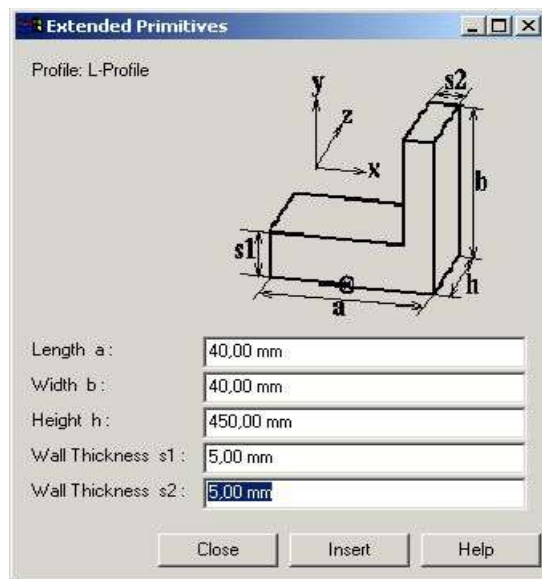 Extended Primitives
Profile: L-Profile
y
z
x
s2
b
s1
h
a
Length a :
40,00 mm
Width b :
40,00 mm
Height h :
450,00 mm
Wall Thickness s1 :
5,00 mm
Wall Thickness s2 :
5,00 mm
Close
Insert
Help